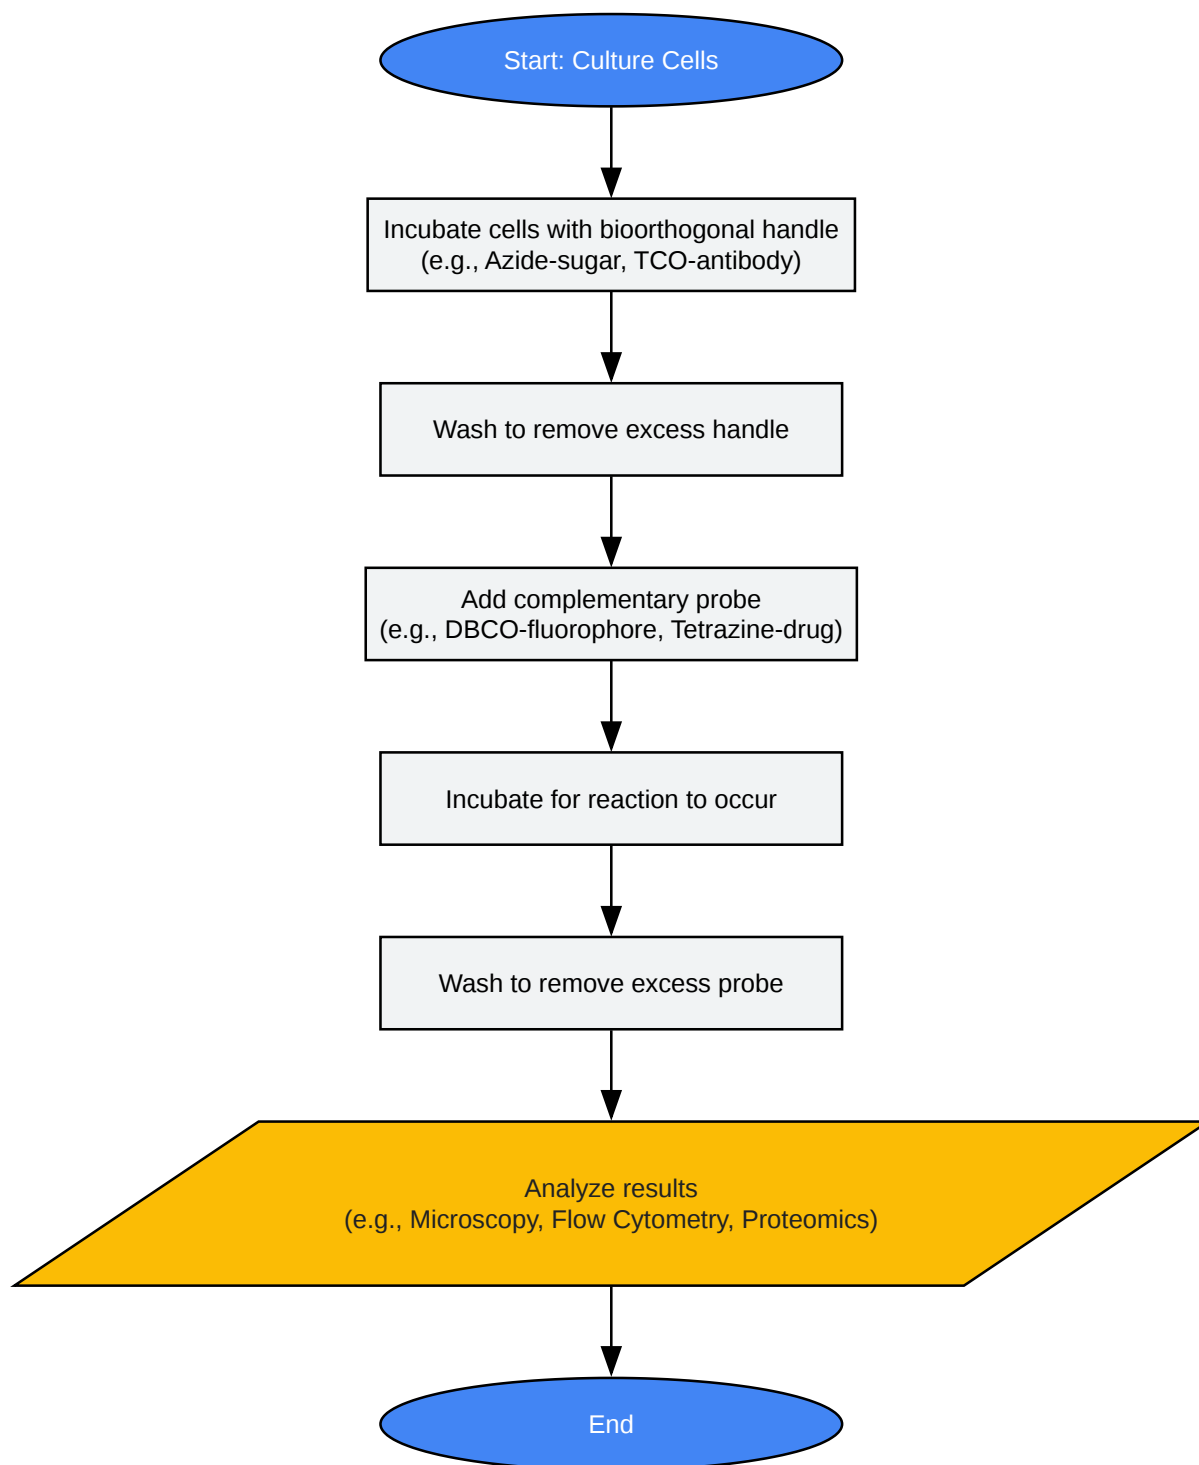 Start: Culture Cells
Incubate cells with bioorthogonal handle
(e.g., Azide-sugar, TCO-antibody)
Wash to remove excess handle
Add complementary probe
(e.g., DBCO-fluorophore, Tetrazine-drug)
Incubate for reaction to occur
Wash to remove excess probe
Analyze results
(e.g., Microscopy, Flow Cytometry, Proteomics)
End